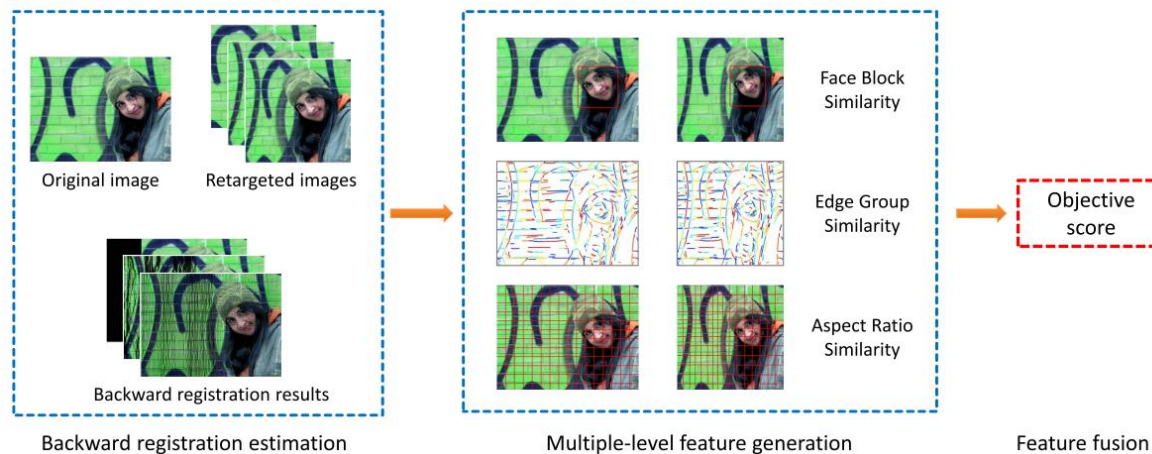 Original image
Retargeted images
Backward registration results
Backward registration estimation
Face Block
Similarity
Edge Group
Similarity
Aspect Ratio
Similarity
Multiple-level feature generation
Objective
score
Feature fusion